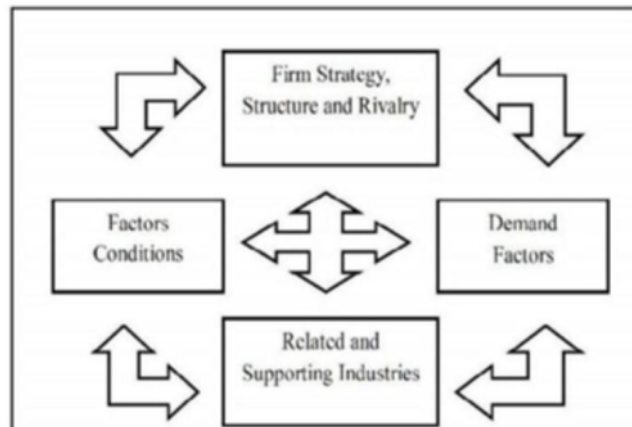 Firm Strategy,
Structure and Rivalry
Factors
Conditions
Demand
Factors
Related and
Supporting Industries